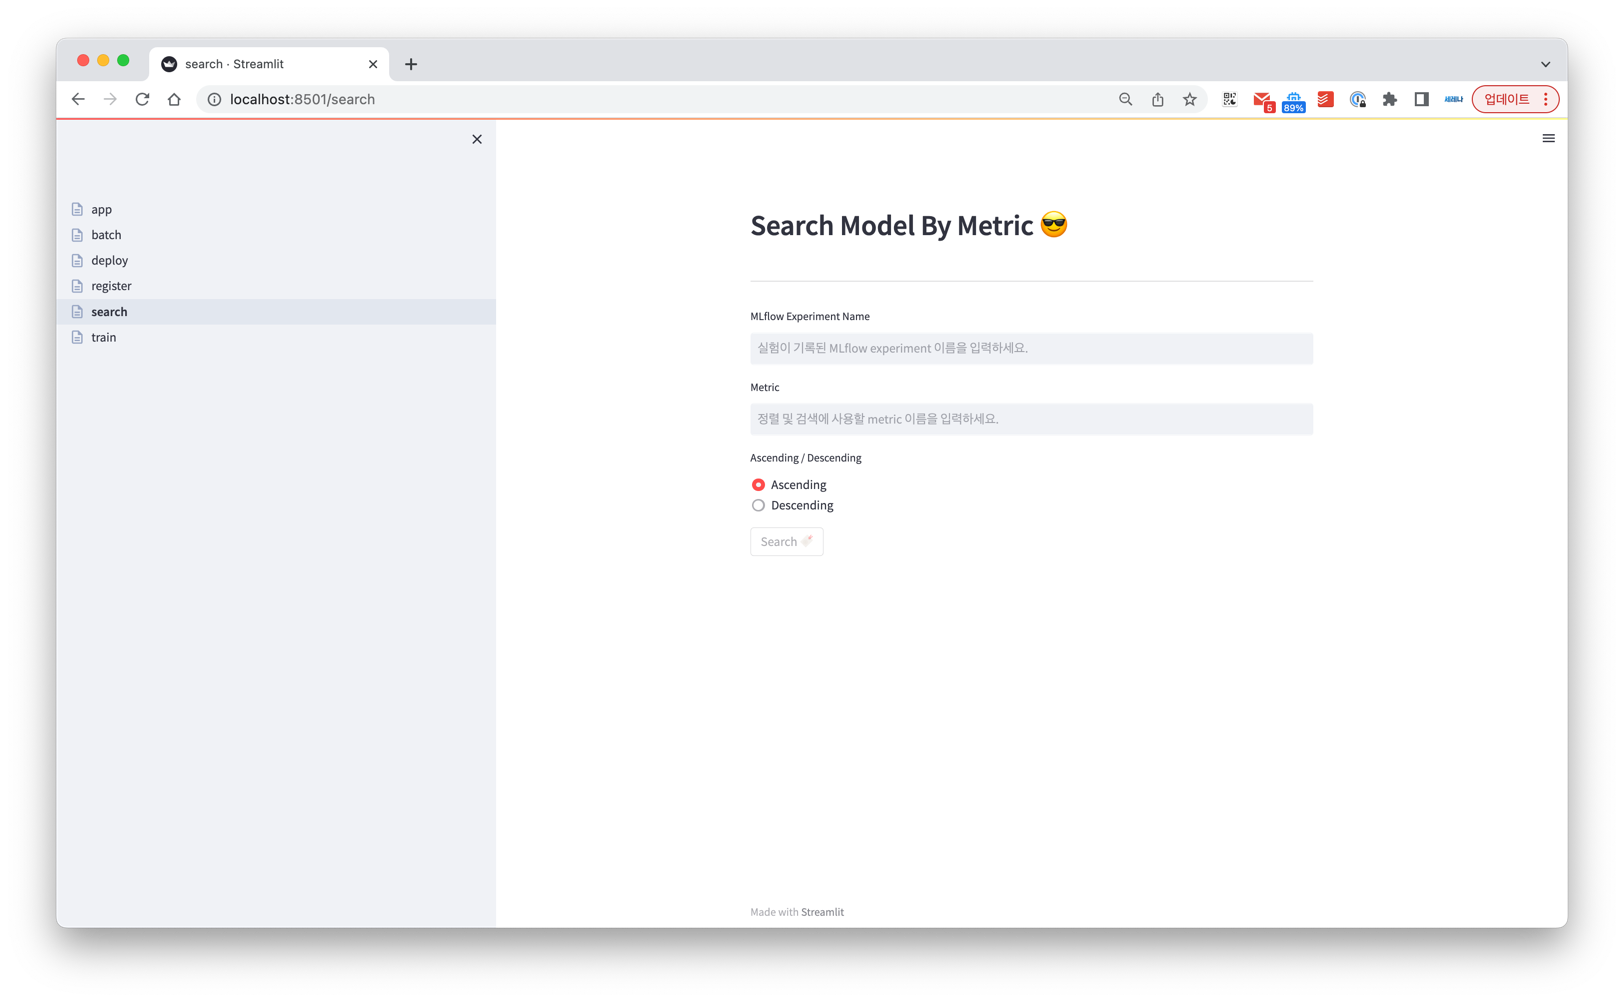 search · Streamlit
localhost:8501/search
5
89%
업데이트
app
batch
deploy
register
search
train
Search Model By Metric 😎
MLflow Experiment Name
실험이 기록된 MLflow experiment 이름을 입력하세요.
Metric
정렬 및 검색에 사용할 metric 이름을 입력하세요.
Ascending / Descending
Ascending
Descending
Search
Made with Streamlit